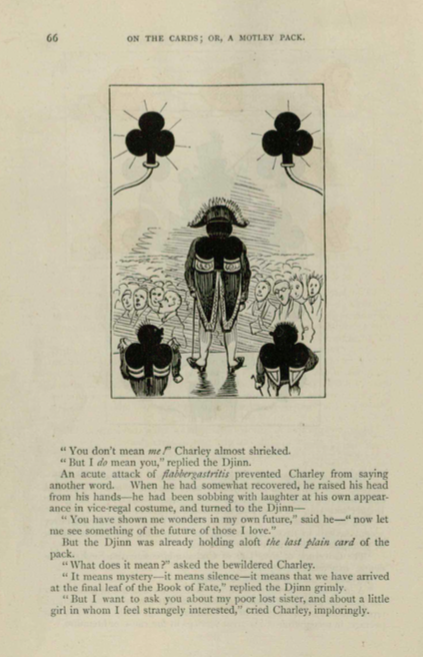 66
ON THE CARDS; OR, A MOTLEY PACK.
"You don't mean me!" Charley almost shrieked.
"But I do mean you," replied the Djinn.
An acute attack of flabbergastritis prevented Charley from saying
another word. When he had somewhat recovered, he raised his head
from his hands—he had been sobbing with laughter at his own appear-
ance in vice-regal costume, and turned to the Djinn—
"You have shown me wonders in my own future," said he—"now let
me see something of the future of those I love."
But the Djinn was already holding aloft the last plain card of the
pack.
"What does it mean?" asked the bewildered Charley.
"It means mystery—it means silence—it means that we have arrived
at the final leaf of the Book of Fate," replied the Djinn grimly.
"But I want to ask you about my poor lost sister, and about a little
girl in whom I feel strangely interested," cried Charley, imploringly.